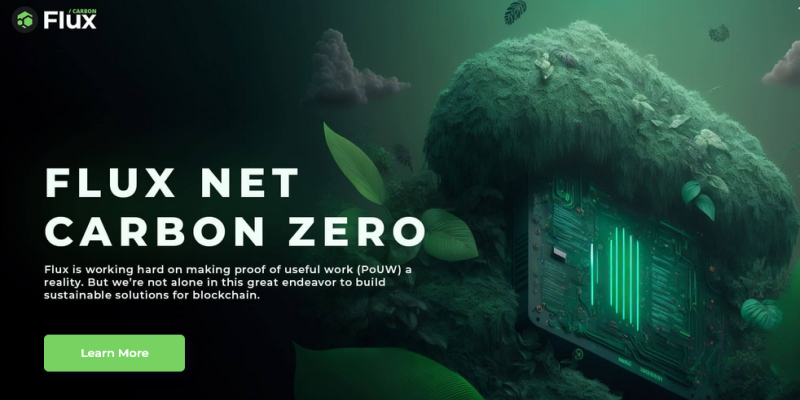 / CARBON
Flux
FLUX NET
CARBON ZERO
Flux is working hard on making proof of useful work (PoUW) a
reality. But we're not alone in this great endeavor to build
sustainable solutions for blockchain.
Learn More